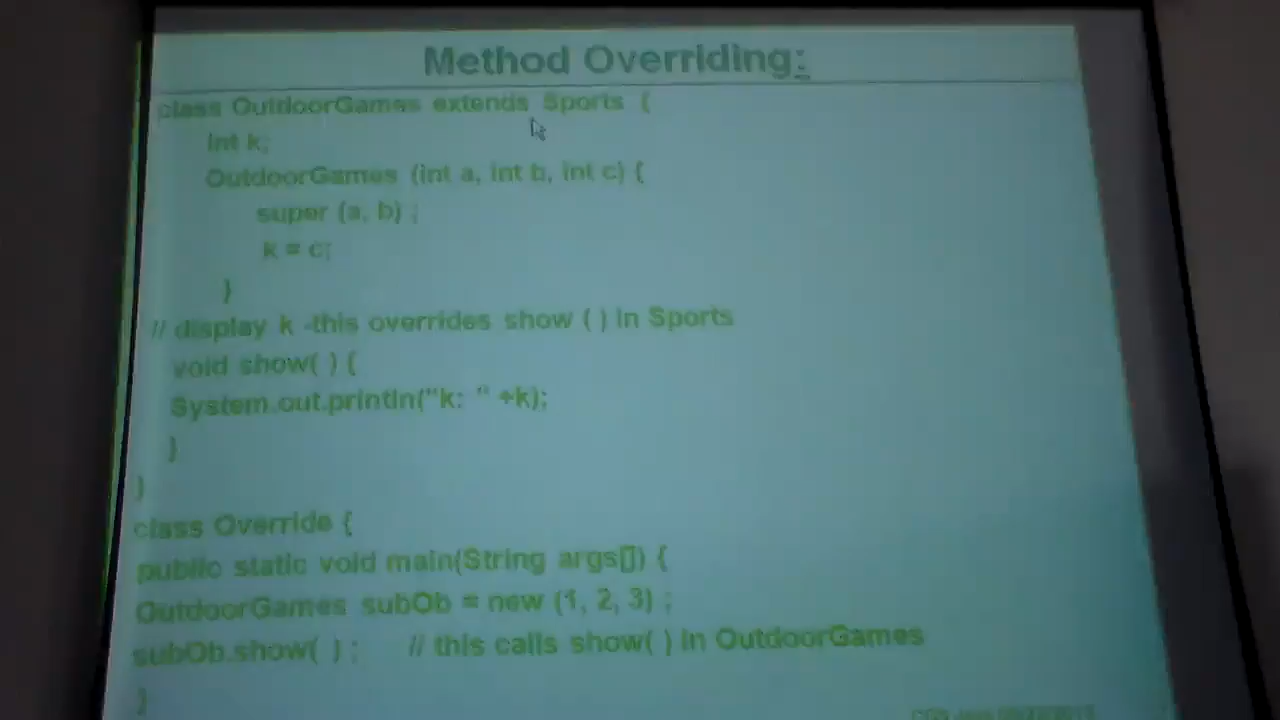 Method Overriding:
class OutdoorGames extends Sports {
int k;
OutdoorGames (int a, int b, int c) {
super (a, b) ;
k = c;
}
// display k -this overrides show ( ) in Sports
void show( ) {
System.out.println("k: " +k);
}
}
class Override {
public static void main(String args[]) {
OutdoorGames subOb = new (1, 2, 3) ;
subOb.show( ) ; // this calls show( ) in OutdoorGames
}